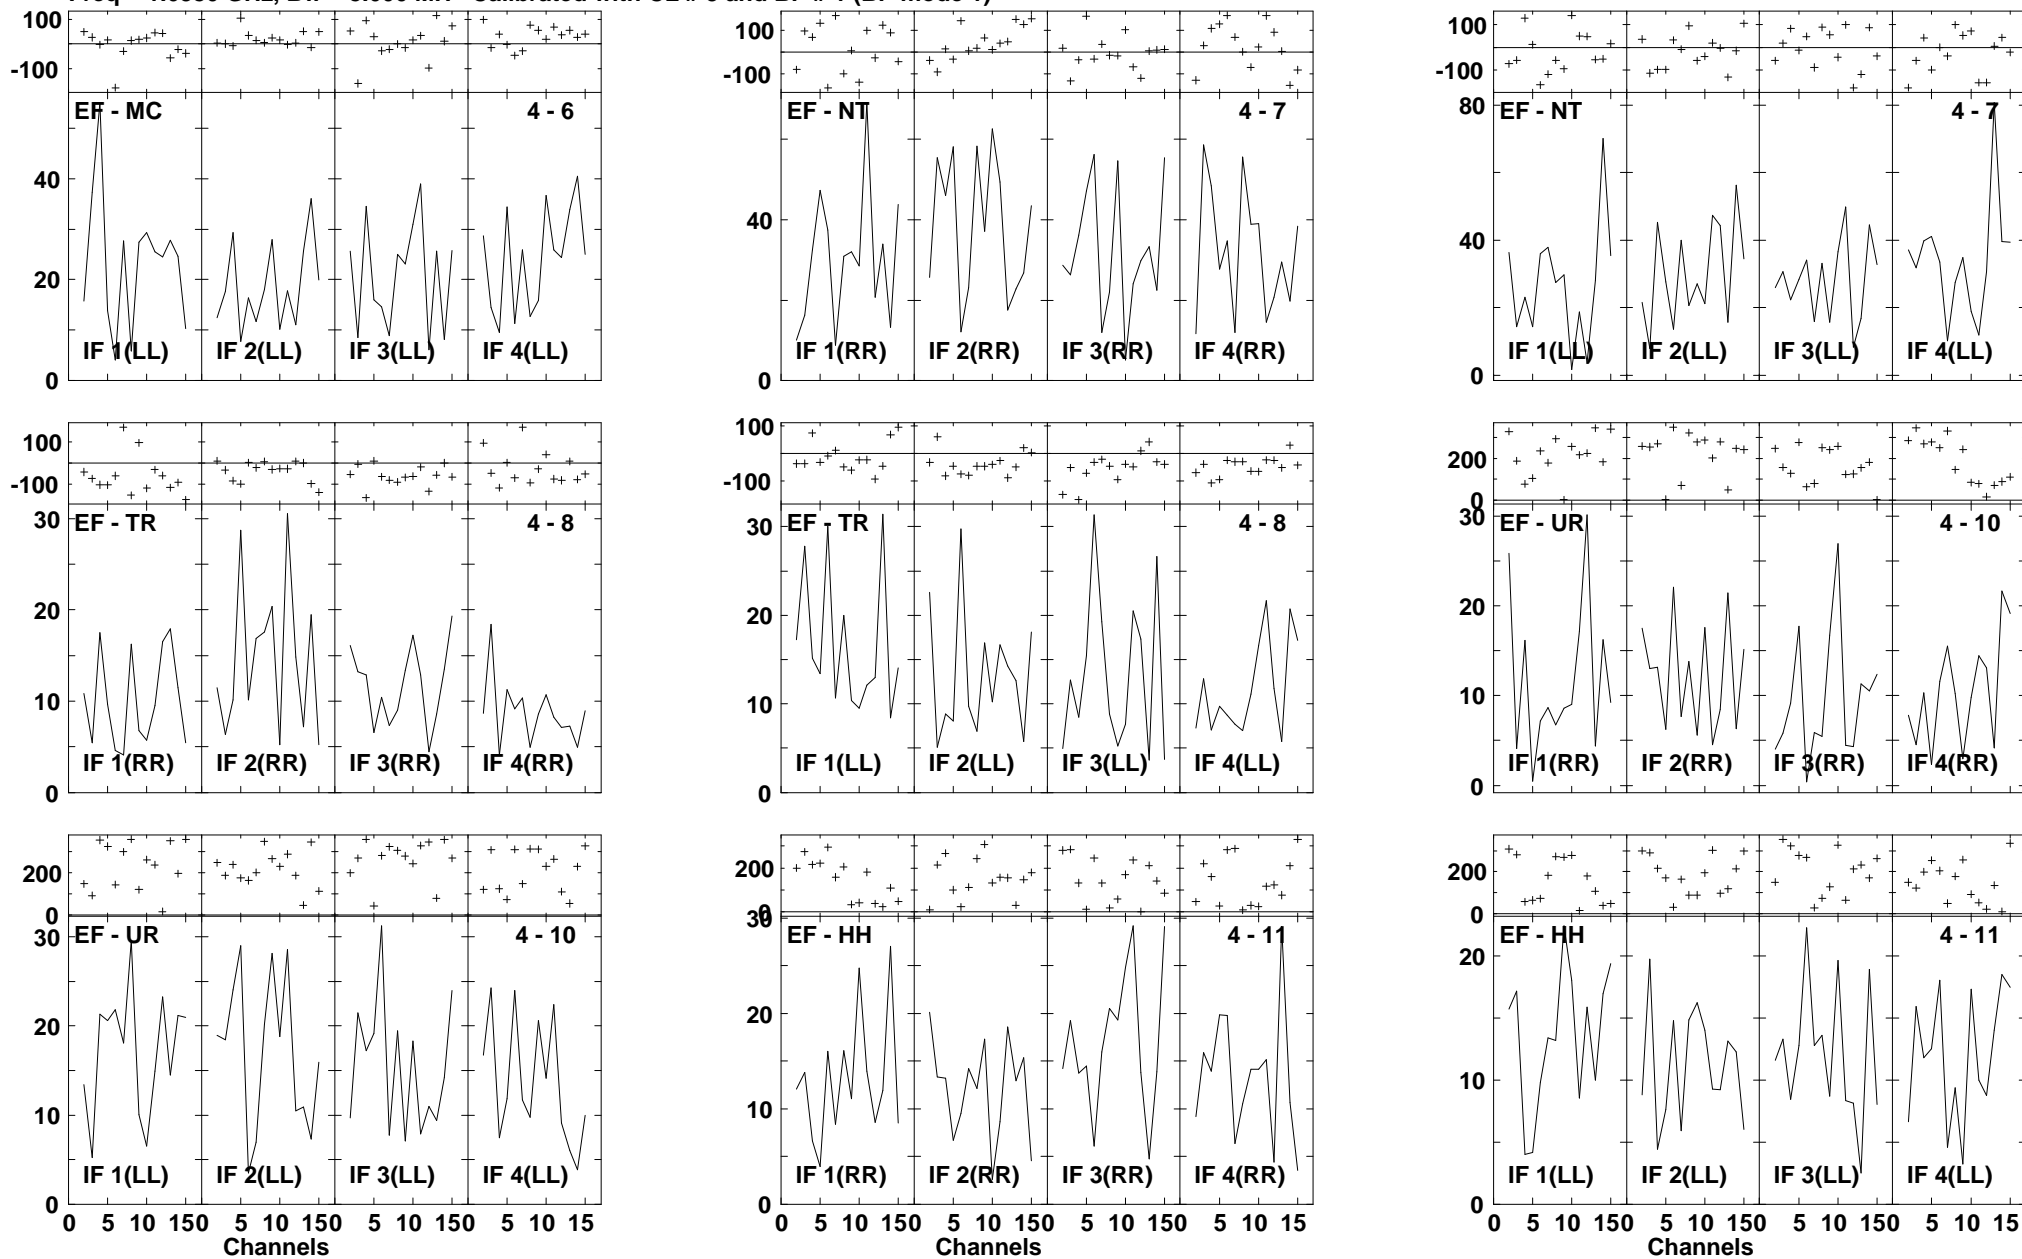 100
-100
EF - MC
4 - 6
40
20
0
IF 1(LL)
IF 2(LL)
IF 3(LL)
IF 4(LL)
100
-100
EF - NT
4 - 7
40
0
IF 1(RR)
IF 2(RR)
IF 3(RR)
IF 4(RR)
100
-100
80
EF - NT
4 - 7
40
0
IF 1(LL)
IF 2(LL)
IF 3(LL)
IF 4(LL)
100
-100
30
EF - TR
4 - 8
20
10
0
IF 1(RR)
IF 2(RR)
IF 3(RR)
IF 4(RR)
100
-100
30
EF - TR
4 - 8
20
10
0
IF 1(LL)
IF 2(LL)
IF 3(LL)
IF 4(LL)
200
0
30
EF - UR
4 - 10
20
10
0
IF 1(RR)
IF 2(RR)
IF 3(RR)
IF 4(RR)
200
0
30
EF - UR
4 - 10
20
10
0
IF 1(LL)
IF 2(LL)
IF 3(LL)
IF 4(LL)
0 5 10 15 0 5 10 15 0 5 10 15 0 5 10 15
Channels
200
0
30
EF - HH
4 - 11
20
10
0
IF 1(RR)
IF 2(RR)
IF 3(RR)
IF 4(RR)
0 5 10 15 0 5 10 15 0 5 10 15 0 5 10 15
Channels
200
0
EF - HH
4 - 11
20
10
0
IF 1(LL)
IF 2(LL)
IF 3(LL)
IF 4(LL)
0 5 10 15 0 5 10 15 0 5 10 15 0 5 10 15
Channels